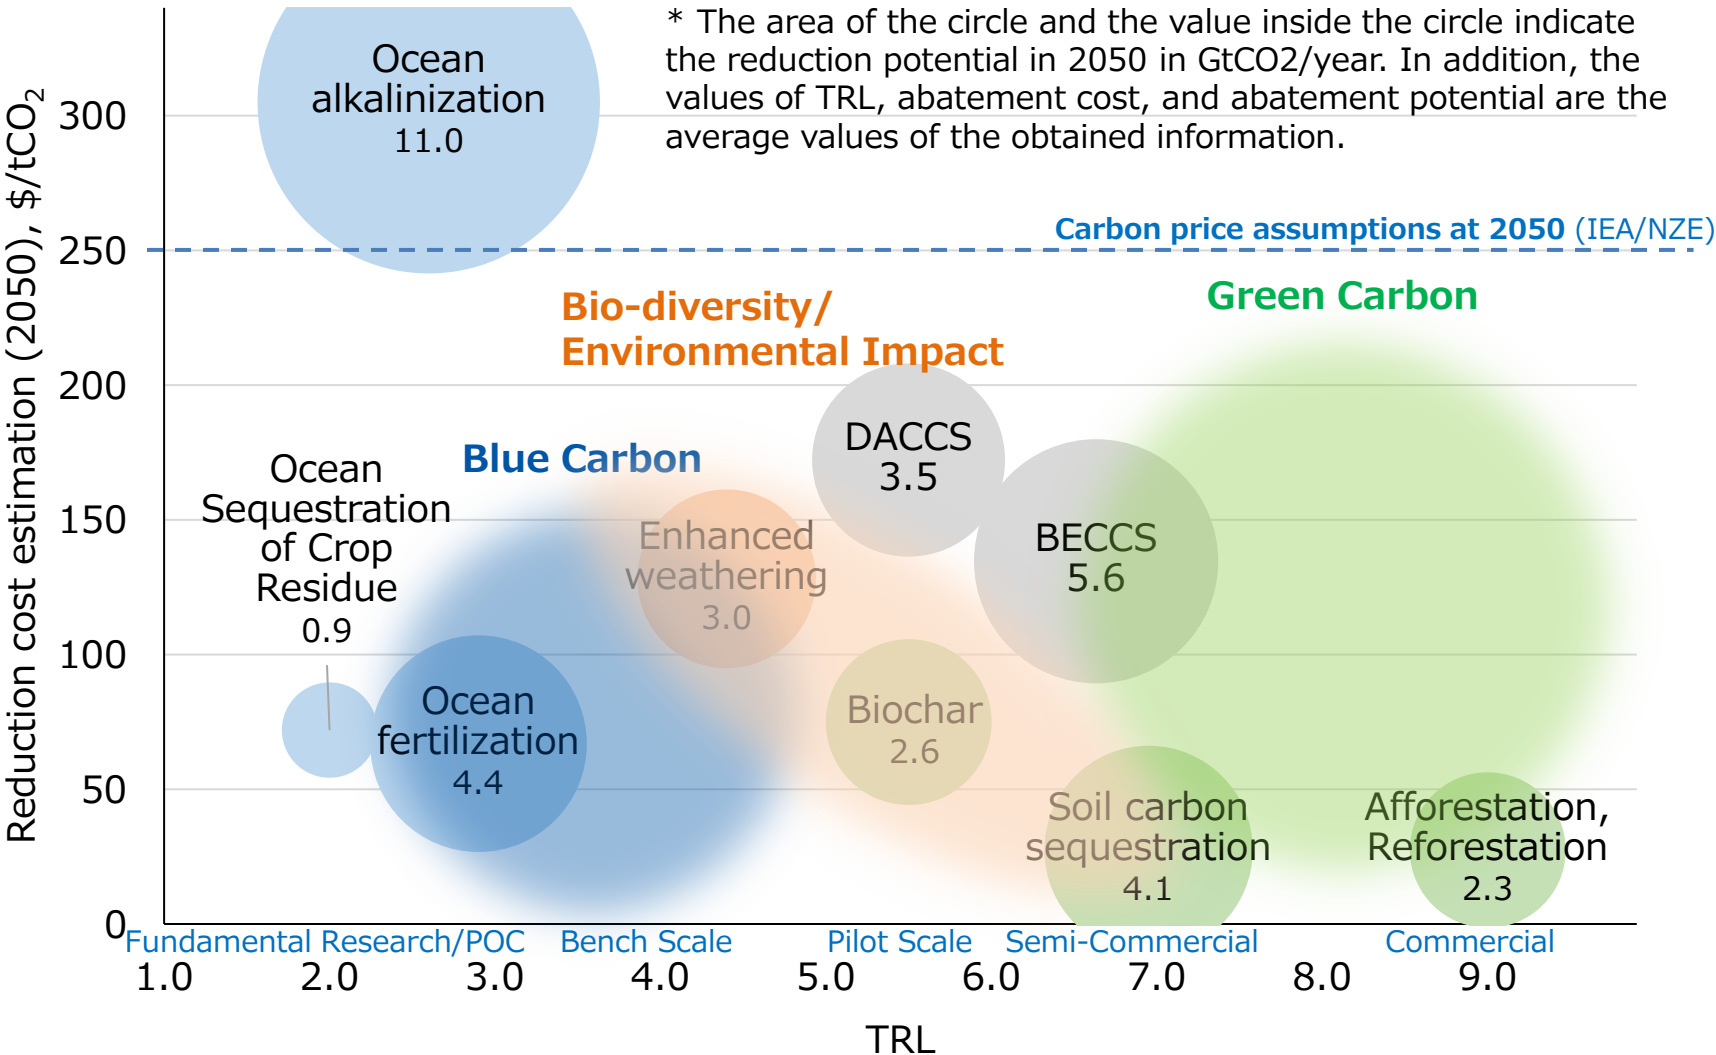 * The area of the circle and the value inside the circle indicate
the reduction potential in 2050 in GtCO2/year. In addition, the
values of TRL, abatement cost, and abatement potential are the
average values of the obtained information.
Reduction cost estimation (2050), $/tCO₂
300
250
200
150
100
50
0
Ocean
alkalinization
11.0
Carbon price assumptions at 2050 (IEA/NZE)
Bio-diversity/
Environmental Impact
Green Carbon
Blue Carbon
DACCS
3.5
Ocean
Sequestration
of Crop
Residue
0.9
Enhanced
weathering
3.0
BECCS
5.6
Ocean
fertilization
4.4
Biochar
2.6
Soil carbon
sequestration
4.1
Afforestation,
Reforestation
2.3
Fundamental Research/POC
Bench Scale
Pilot Scale
Semi-Commercial
Commercial
1.0 2.0 3.0 4.0 5.0 6.0 7.0 8.0 9.0
TRL